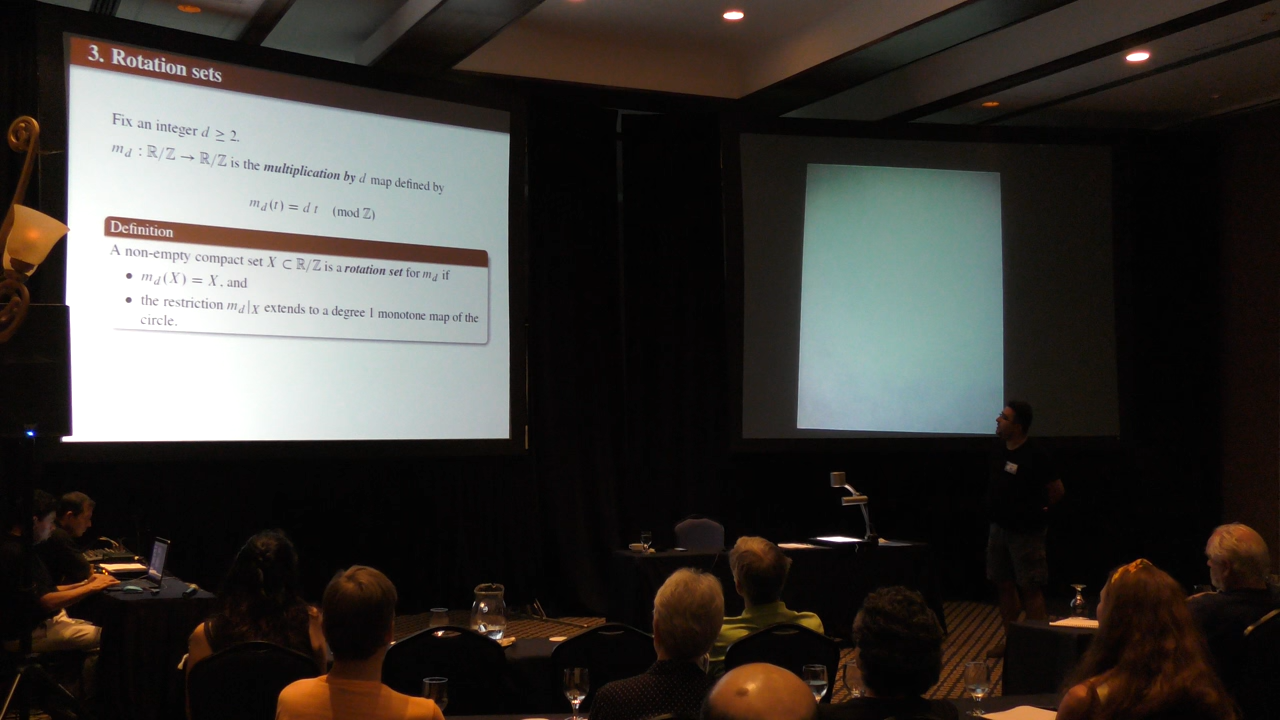 3. Rotation sets
Fix an integer d ≥ 2.
m_d : ℝ/ℤ → ℝ/ℤ is the multiplication by d map defined by
m_d(t) = d t (mod ℤ)
Definition
A non-empty compact set X ⊂ ℝ/ℤ is a rotation set for m_d if
• m_d(X) = X, and
• the restriction m_d|_X extends to a degree 1 monotone map of the
circle.